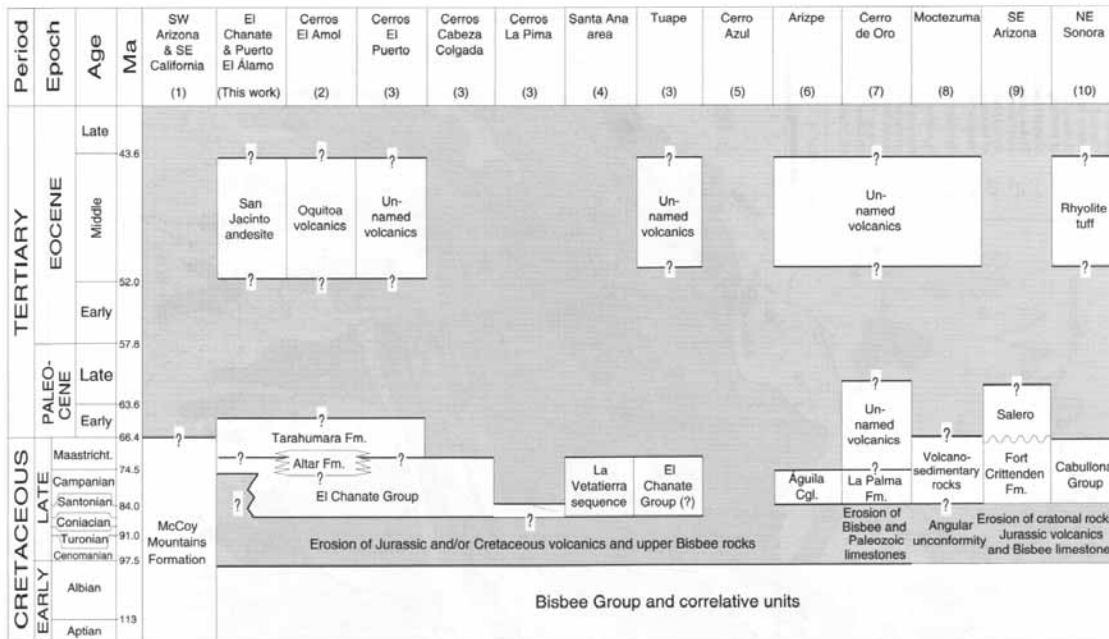 Period
Epoch
Age
Ma
SW
Arizona
& SE
California
(1)
El
Chanate
& Puerto
El Álamo
(This work)
Cerros
El Amol
(2)
Cerros
El
Puerto
(3)
Cerros
Cabeza
Colgada
(3)
Cerros
La Pima
(3)
Santa Ana
area
(4)
Tuape
(3)
Cerro
Azul
(5)
Arizpe
(6)
Cerro
de Oro
(7)
Moctezuma
(8)
SE
Arizona
(9)
NE
Sonora
(10)
TERTIARY
EOCENE
Late
43.6
Middle
52.0
Early
57.8
PALEO-
CENE
Late
63.6
Early
66.4
CRETACEOUS
LATE
Maastricht.
74.5
Campanian
Santonian
84.0
Coniacian
91.0
Turonian
Cenomanian
97.5
EARLY
Albian
113
Aptian
?
McCoy
Mountains
Formation
?
San
Jacinto
andesite
?
?
Oquitoa
volcanics
?
?
Un-
named
volcanics
?
?
Un-
named
volcanics
?
?
Un-
named
volcanics
?
?
Rhyolite
tuff
?
?
Tarahumara Fm.
?
?
Altar Fm.
?
?
El Chanate Group
?
La
Vetatierra
sequence
El
Chanate
Group (?)
Águila
Cgl.
?
Un-
named
volcanics
?
La Palma
Fm.
?
Volcano-
sedimentary
rocks
?
?
Salero
Fort
Crittenden
Fm.
Cabullona
Group
Erosion of Jurassic and/or Cretaceous volcanics and upper Bisbee rocks
Erosion of
Bisbee and
Paleozoic
limestones
Angular
unconformity
Erosion of cratonal rock
Jurassic volcanics
and Bisbee limestone
Bisbee Group and correlative units